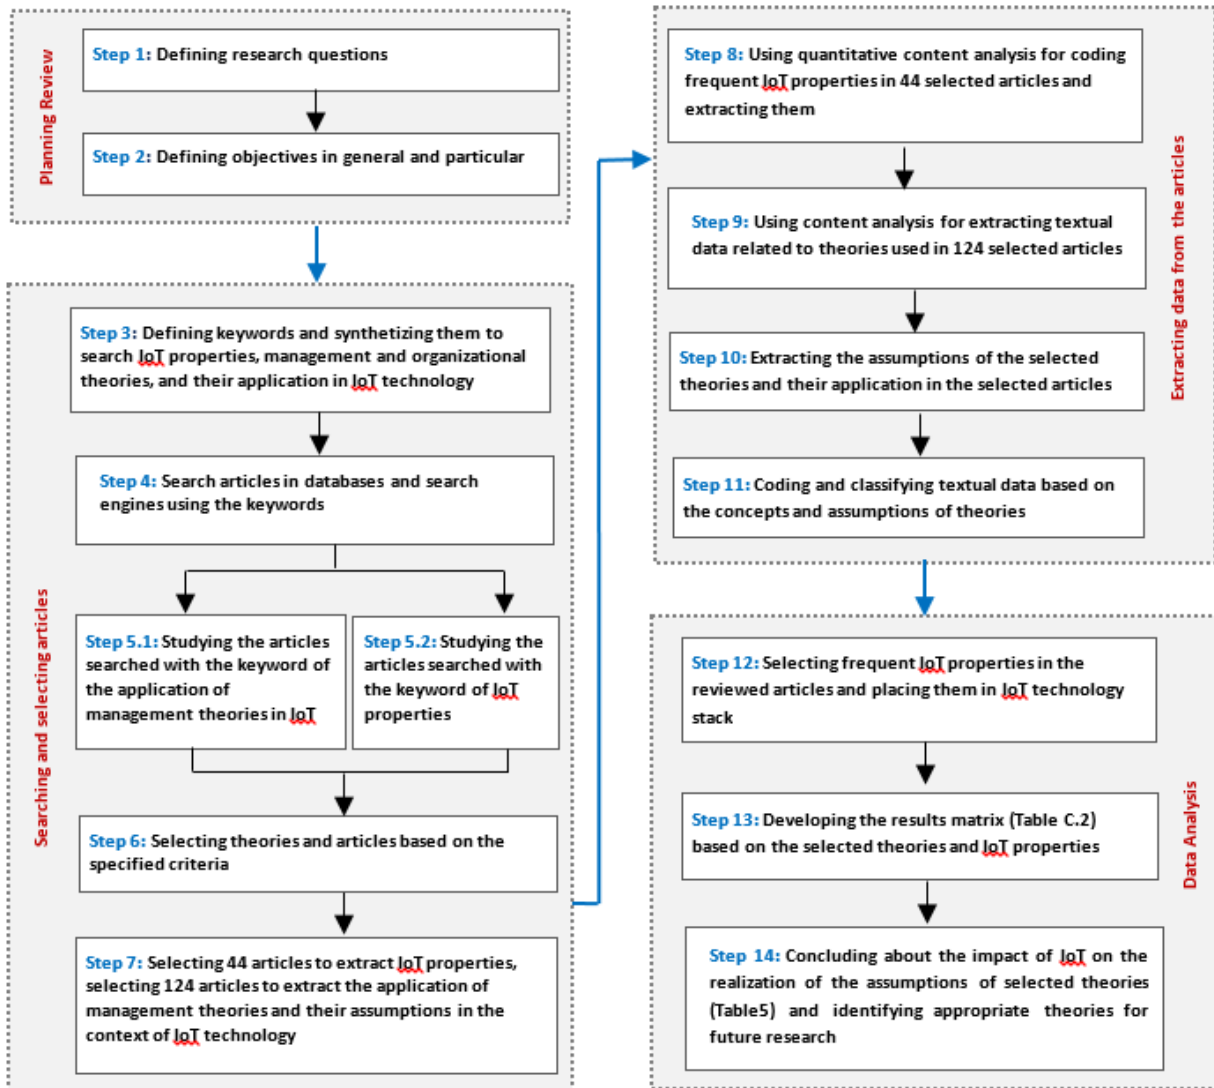 Planning Review
Step 1: Defining research questions
Step 2: Defining objectives in general and particular
Searching and selecting articles
Step 3: Defining keywords and synthetizing them to
search IoT properties, management and organizational
theories, and their application in IoT technology
Step 4: Search articles in databases and search
engines using the keywords
Step 5.1: Studying the articles
searched with the keyword of
the application of
management theories in IoT
Step 5.2: Studying the
articles searched with
the keyword of IoT
properties
Step 6: Selecting theories and articles based on the
specified criteria
Step 7: Selecting 44 articles to extract IoT properties,
selecting 124 articles to extract the application of
management theories and their assumptions in the
context of IoT technology
Extracting data from the articles
Step 8: Using quantitative content analysis for coding
frequent IoT properties in 44 selected articles and
extracting them
Step 9: Using content analysis for extracting textual
data related to theories used in 124 selected articles
Step 10: Extracting the assumptions of the selected
theories and their application in the selected articles
Step 11: Coding and classifying textual data based on
the concepts and assumptions of theories
Data Analysis
Step 12: Selecting frequent IoT properties in the
reviewed articles and placing them in IoT technology
stack
Step 13: Developing the results matrix (Table C.2)
based on the selected theories and IoT properties
Step 14: Concluding about the impact of IoT on the
realization of the assumptions of selected theories
(Table5) and identifying appropriate theories for
future research